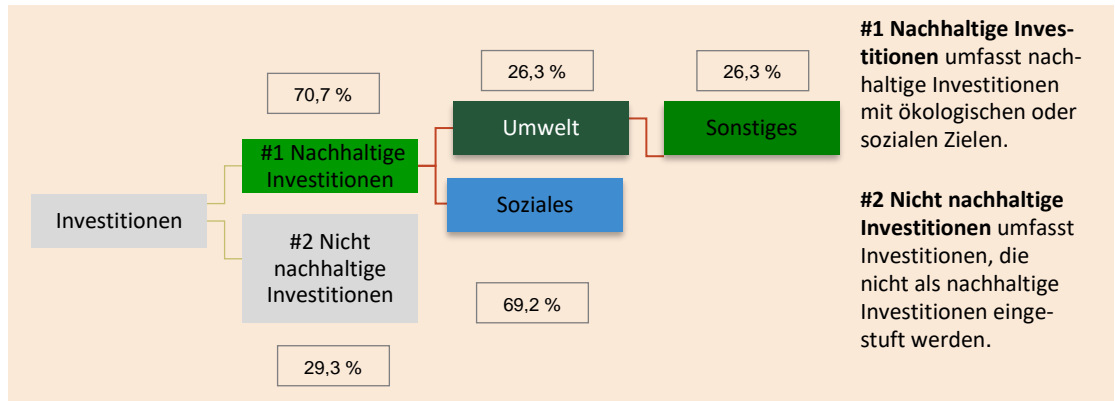 70,7 %
26,3 %
26,3 %
Umwelt
Sonstiges
#1 Nachhaltige
Investitionen
Soziales
Investitionen
#2 Nicht
nachhaltige
Investitionen
69,2 %
29,3 %
#1 Nachhaltige Inves-
titionen umfasst nach-
haltige Investitionen
mit ökologischen oder
sozialen Zielen.
#2 Nicht nachhaltige
Investitionen umfasst
Investitionen, die
nicht als nachhaltige
Investitionen einge-
stuft werden.